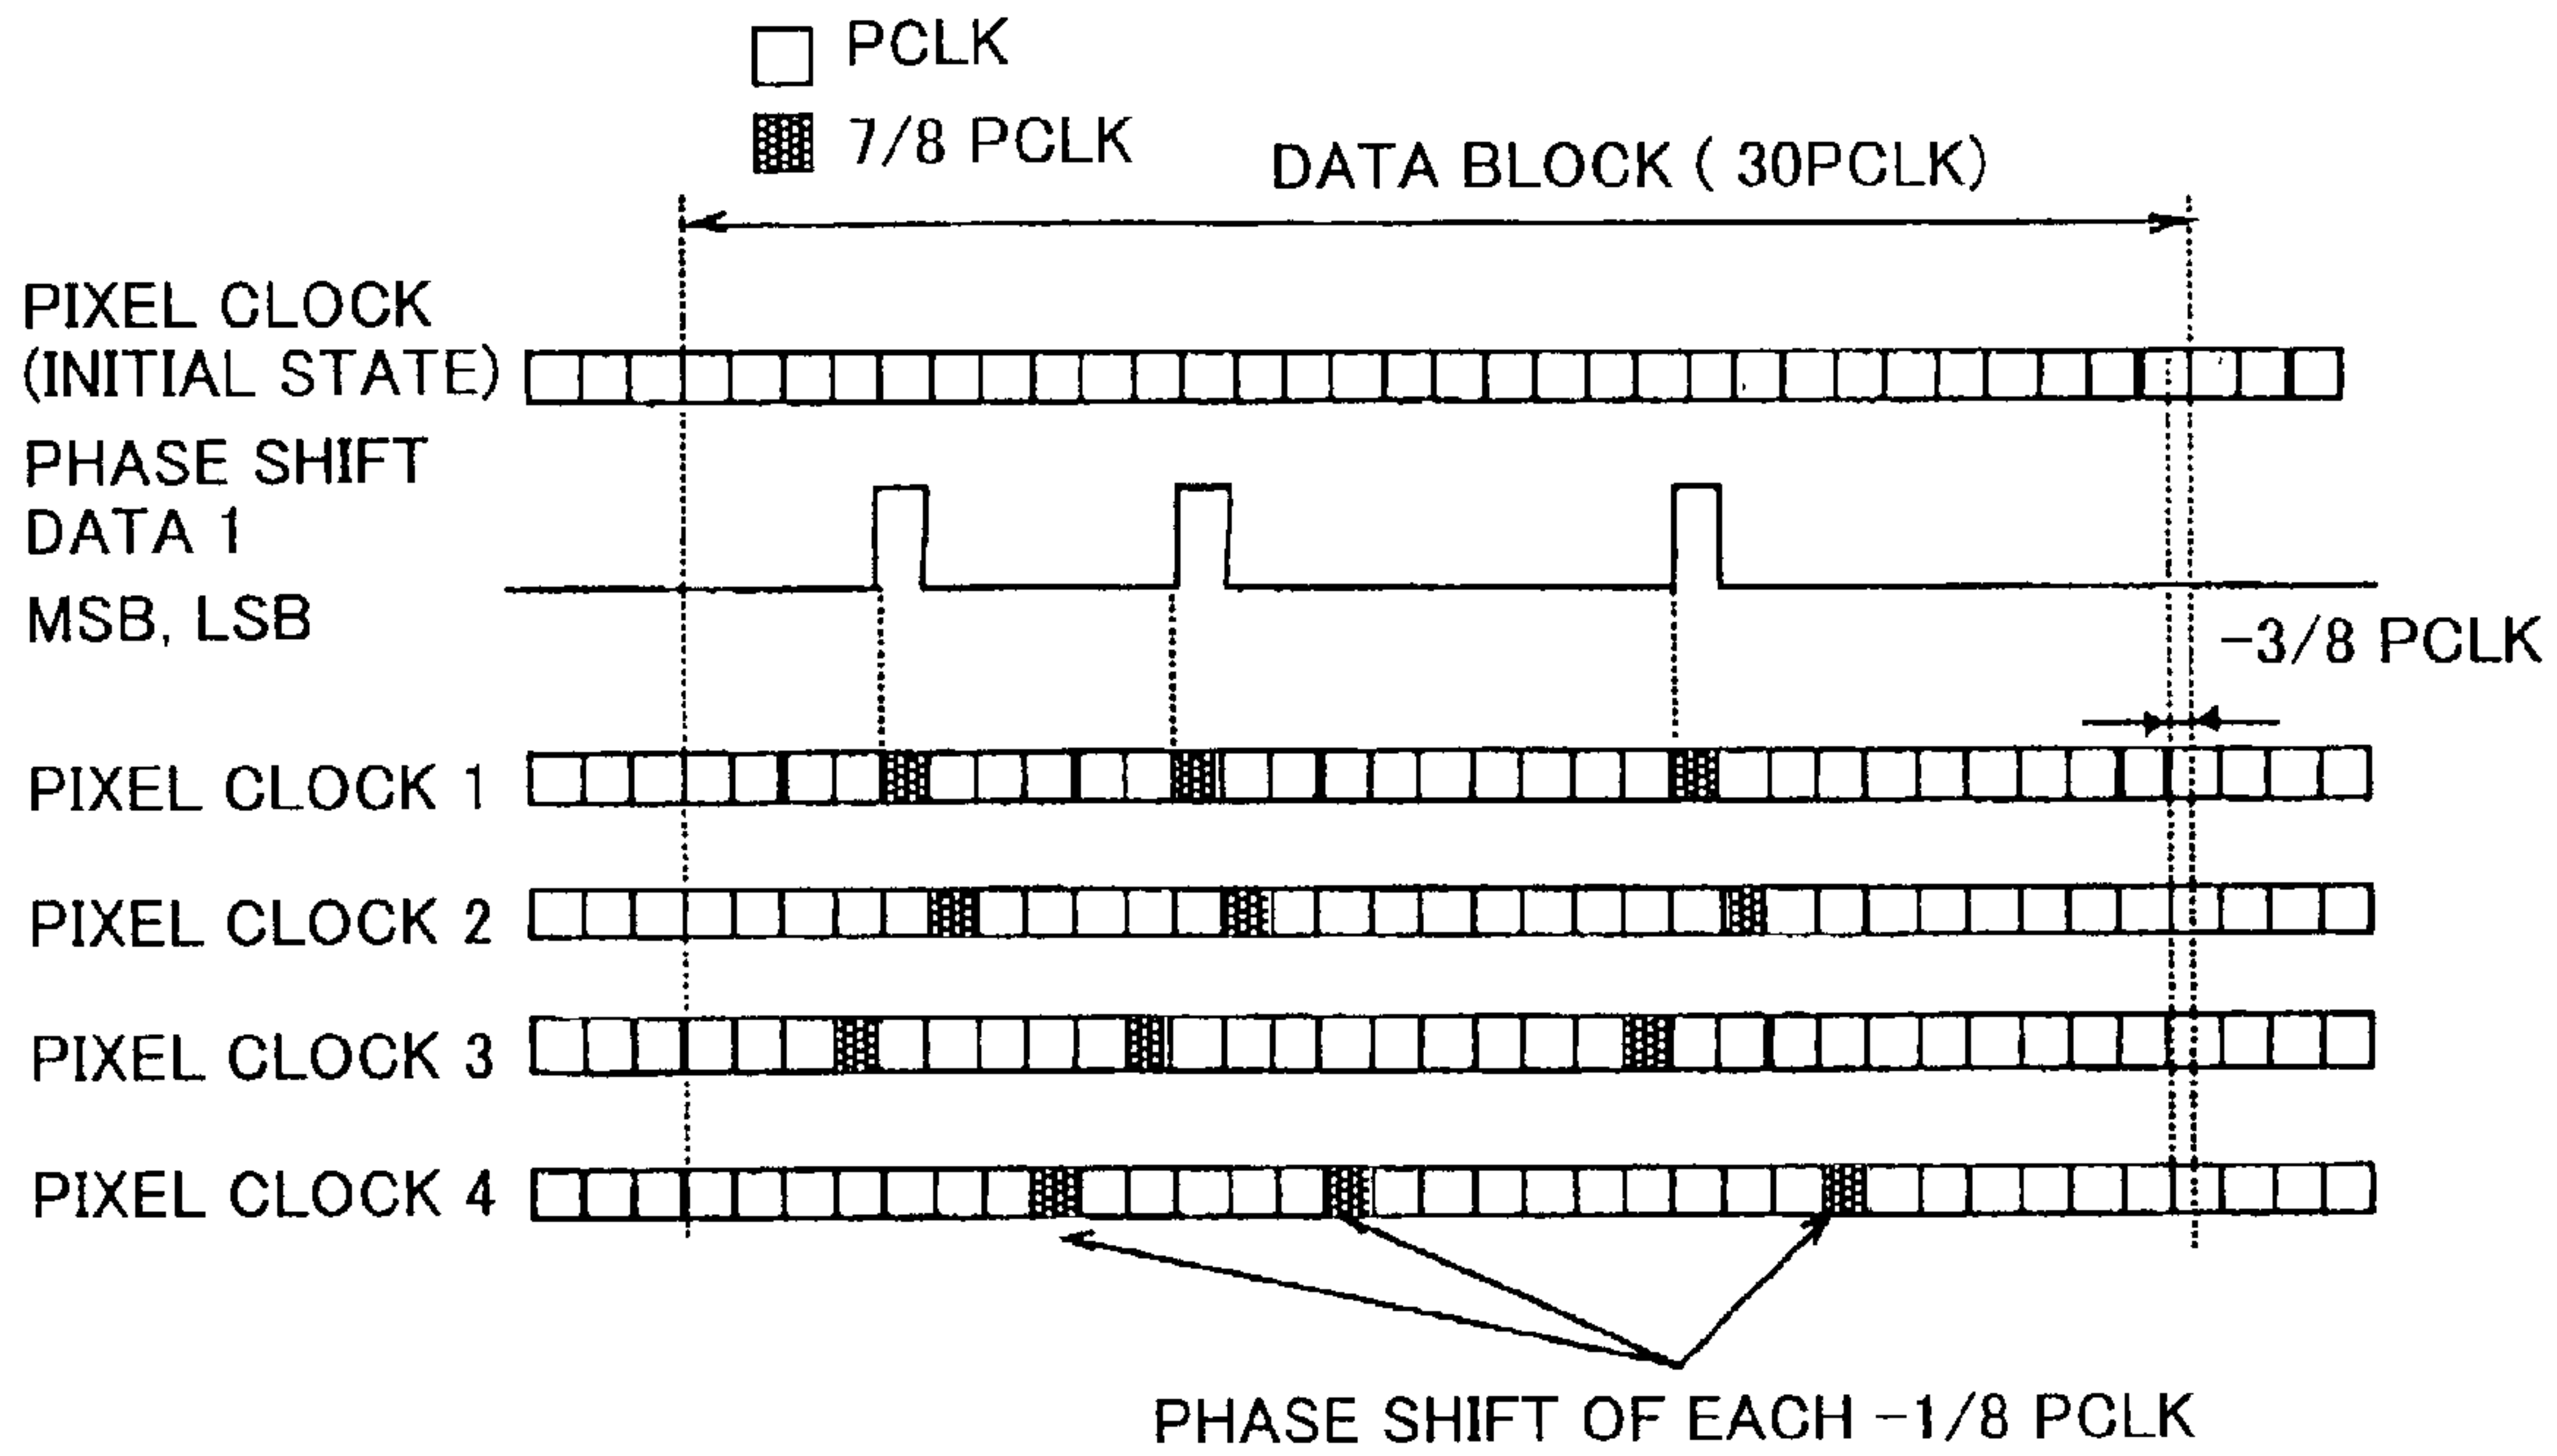 PCLK
7/8 PCLK
DATA BLOCK ( 30PCLK)
PIXEL CLOCK
(INITIAL STATE)
PHASE SHIFT
DATA 1
MSB, LSB
-3/8 PCLK
PIXEL CLOCK 1
PIXEL CLOCK 2
PIXEL CLOCK 3
PIXEL CLOCK 4
PHASE SHIFT OF EACH -1/8 PCLK